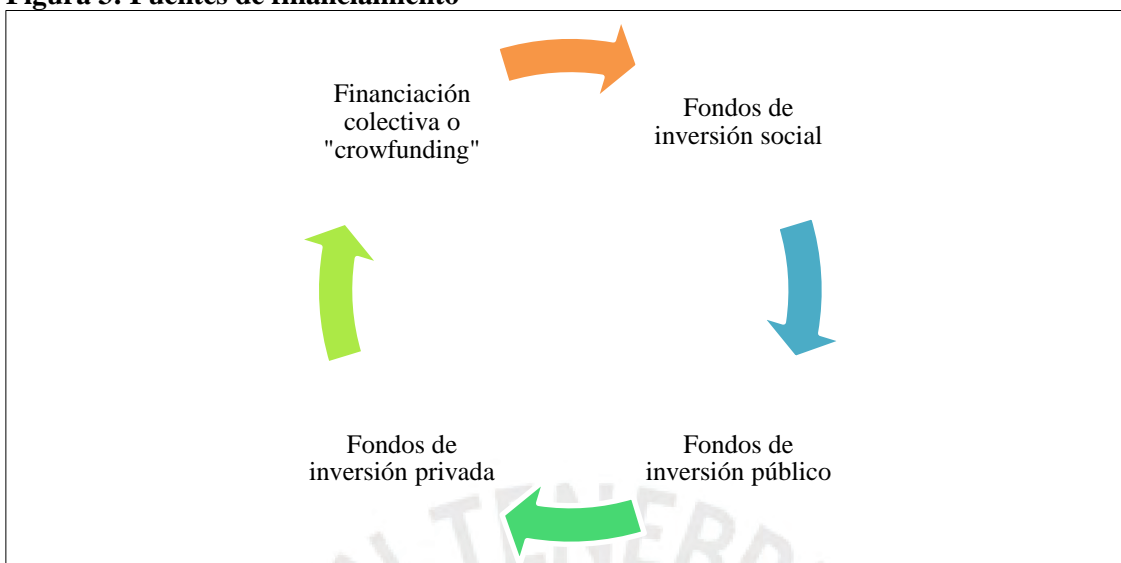 Financiación
colectiva o
"crowfunding"
Fondos de
inversión social
Fondos de
inversión privada
Fondos de
inversión público